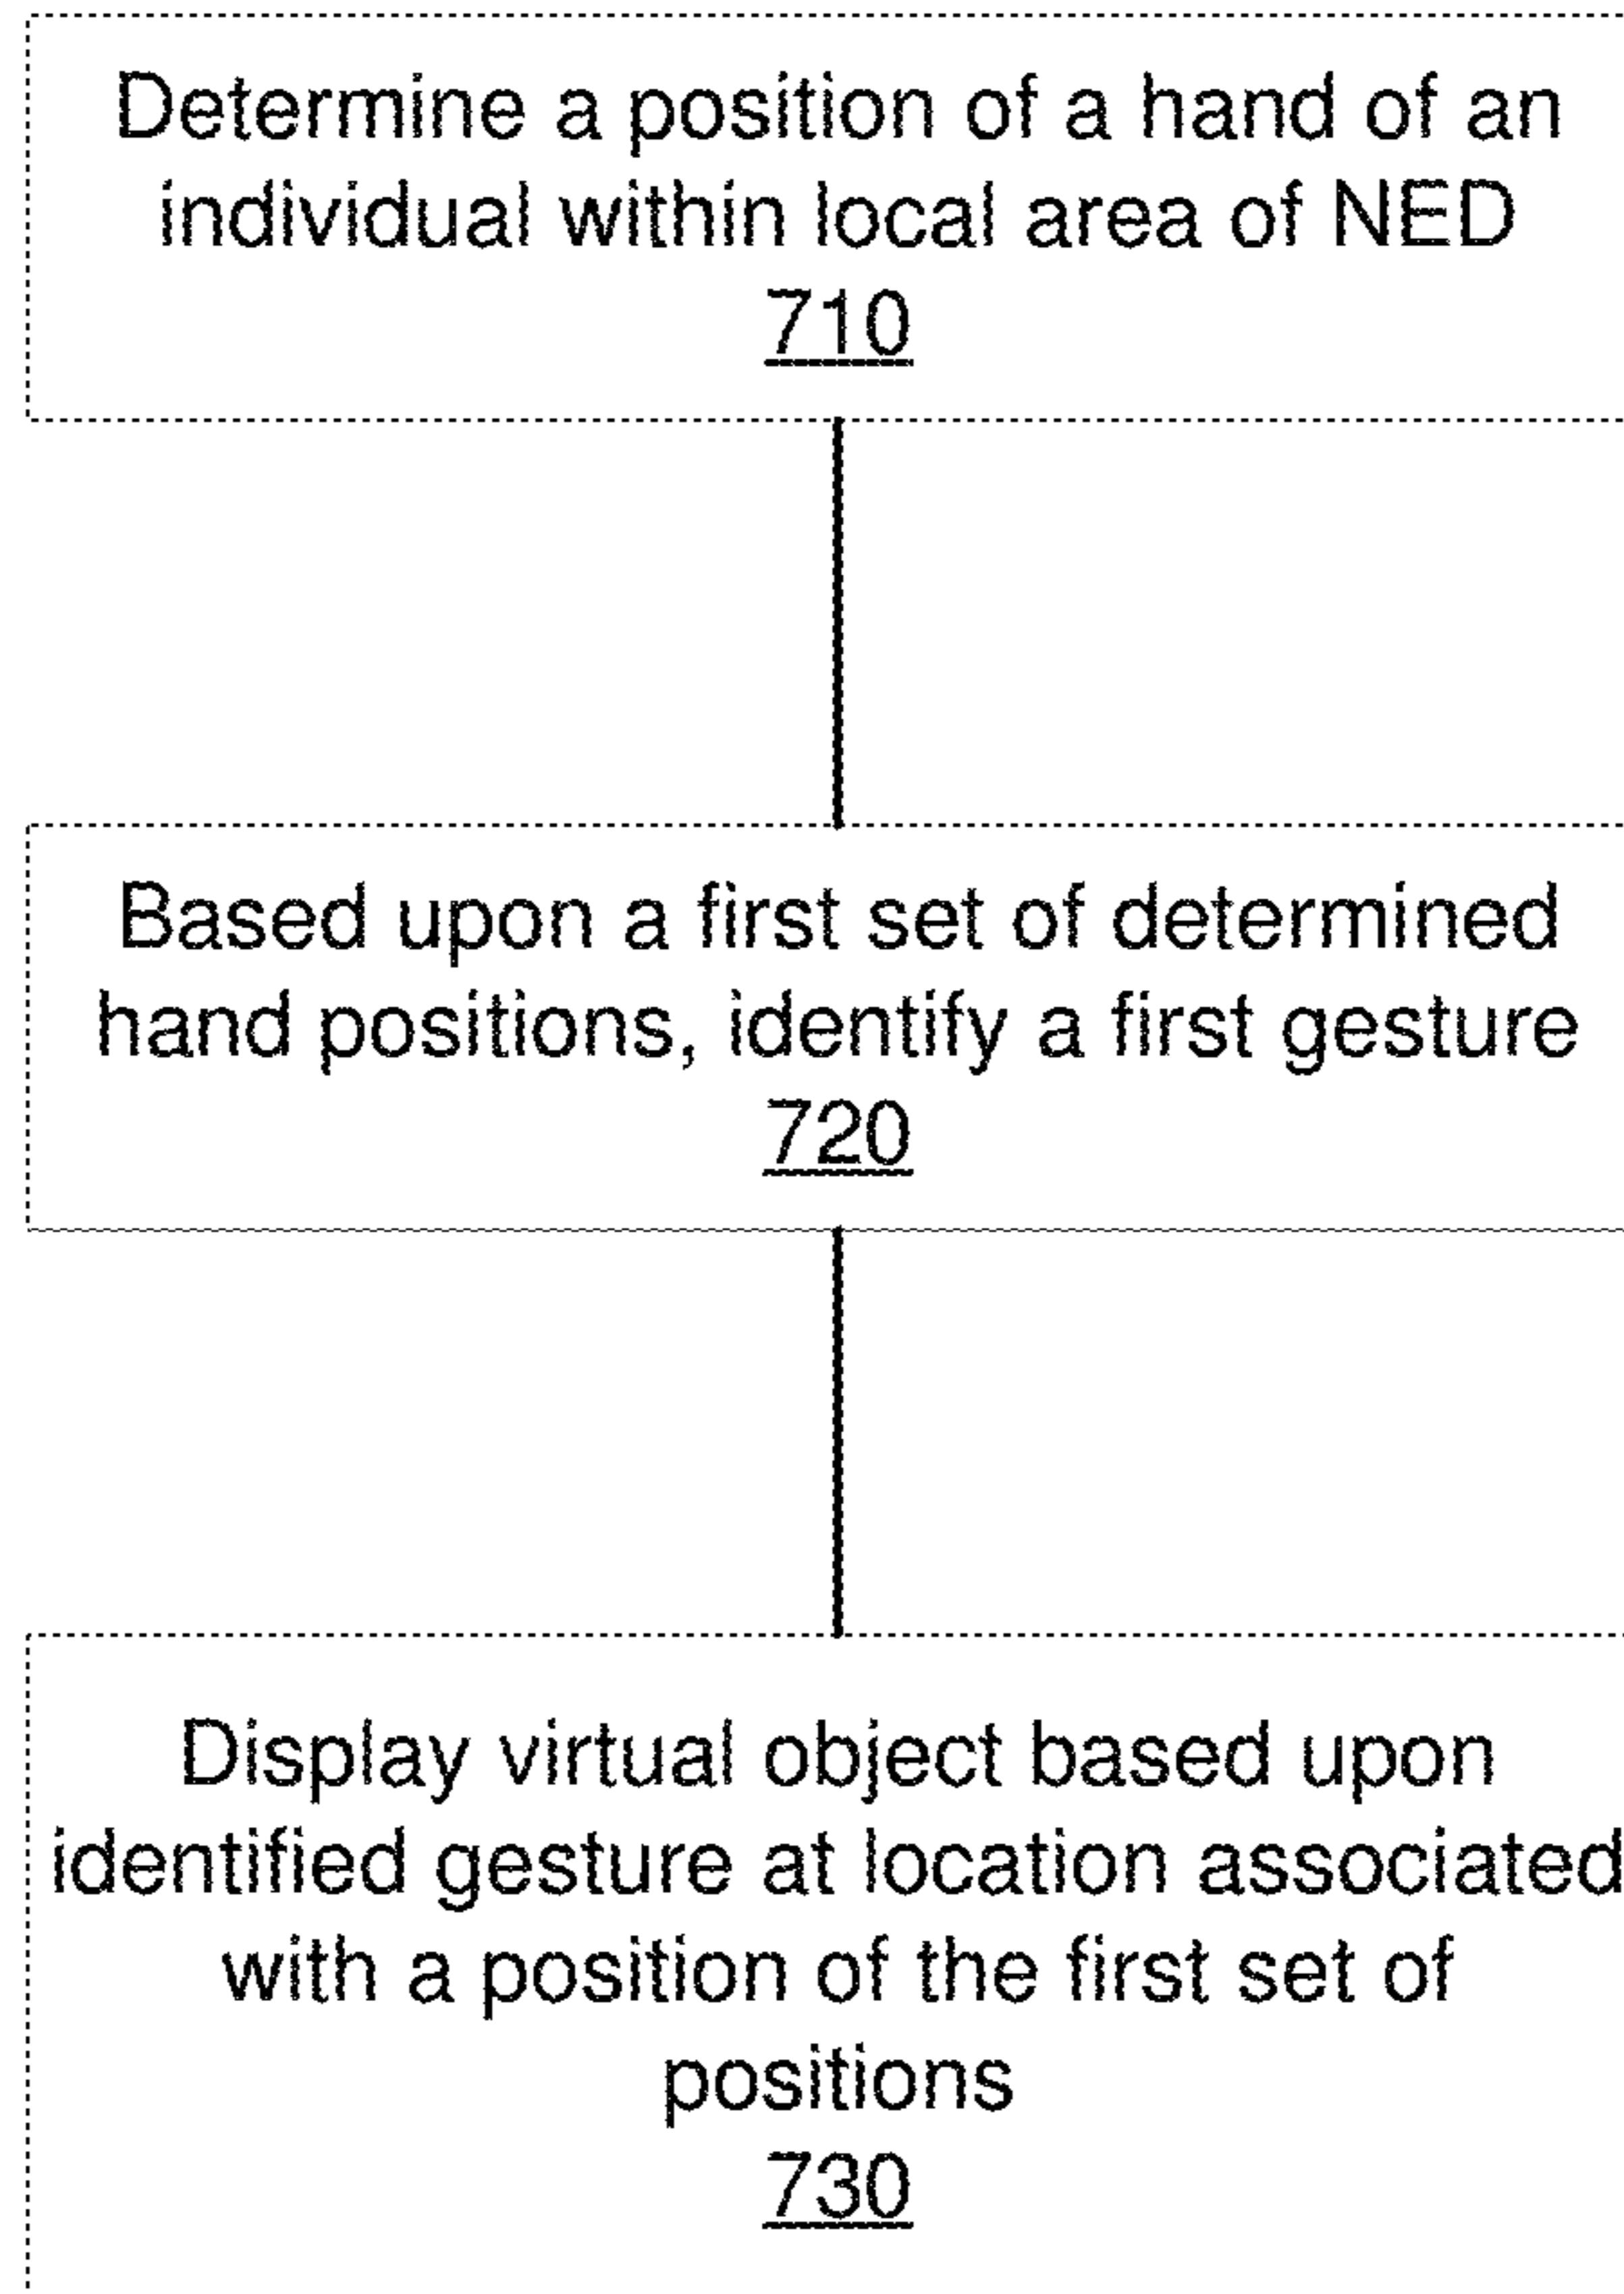 Determine a position of a hand of an
individual within local area of NED
710
Based upon a first set of determined
hand positions, identify a first gesture
720
Display virtual object based upon
identified gesture at location associated
with a position of the first set of
positions
730